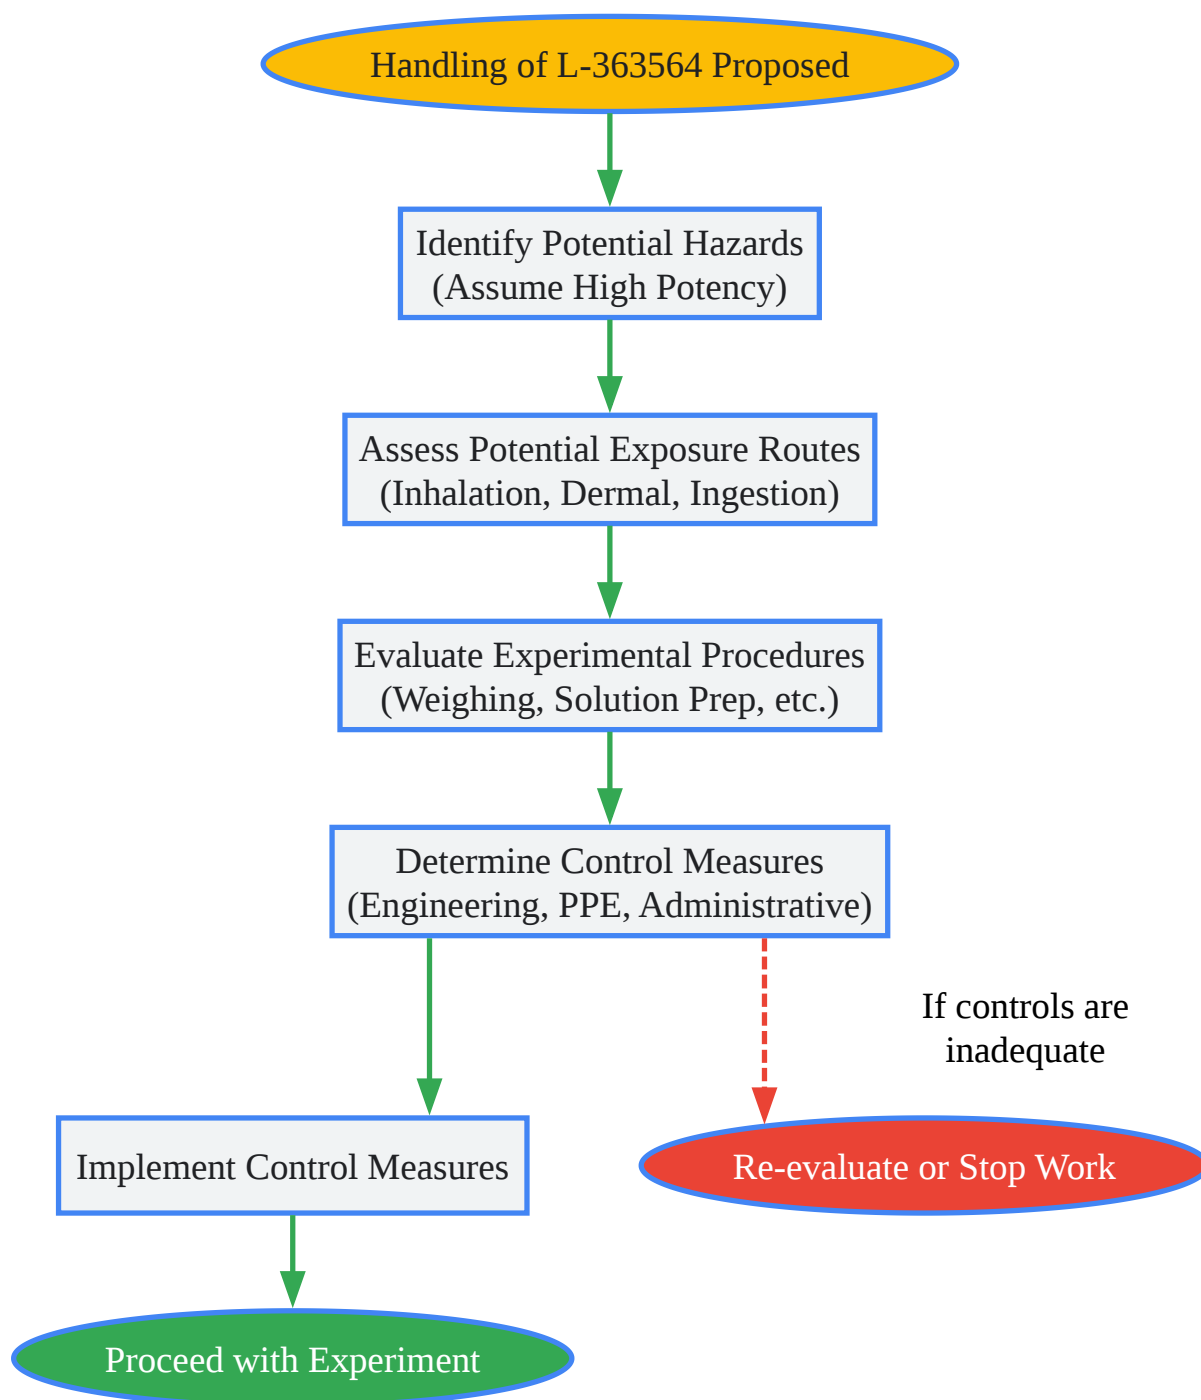 Handling of L-363564 Proposed
Identify Potential Hazards
(Assume High Potency)
Assess Potential Exposure Routes
(Inhalation, Dermal, Ingestion)
Evaluate Experimental Procedures
(Weighing, Solution Prep, etc.)
Determine Control Measures
(Engineering, PPE, Administrative)
If controls are
inadequate
Implement Control Measures
Re-evaluate or Stop Work
Proceed with Experiment